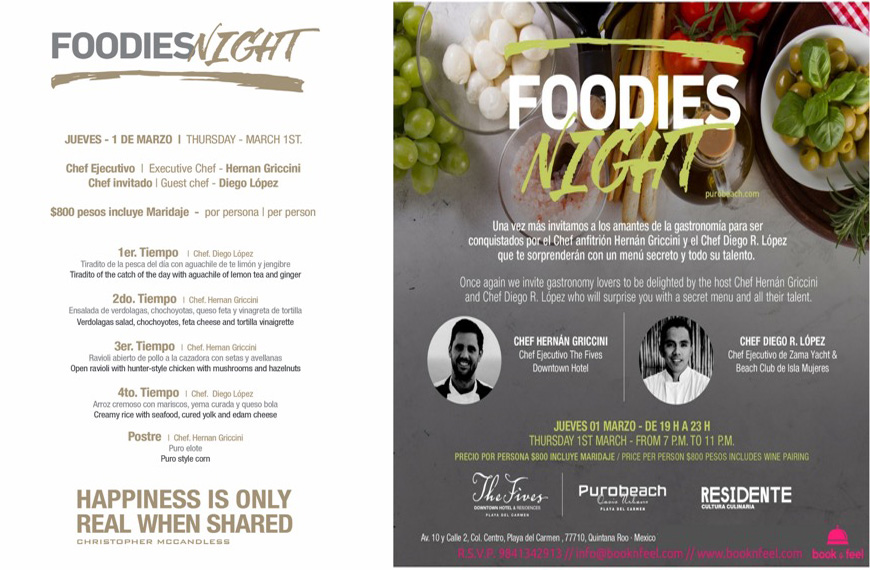 FOODIES NIGHT
JUEVES - 1 DE MARZO | THURSDAY - MARCH 1ST.
Chef Ejecutivo | Executive Chef - Hernan Griccini
Chef invitado | Guest chef - Diego López
$800 pesos incluye Maridaje - por persona | per person
1er. Tiempo | Chef. Diego López
Tiradito de la pesca del día con aguachile de te limón y jengibre
Tiradito of the catch of the day with aguachile of lemon tea and ginger
2do. Tiempo | Chef. Hernan Griccini
Ensalada de verdolagas, chochoyotas, queso feta y vinagreta de tortilla
Verdolagas salad, chochoyotes, feta cheese and tortilla vinaigrette
3er. Tiempo | Chef. Hernan Griccini
Ravioli abierto de pollo a la cazadora con setas y avellanas
Open ravioli with hunter-style chicken with mushrooms and hazelnuts
4to. Tiempo | Chef. Diego López
Arroz cremoso con mariscos, yema curada y queso bola
Creamy rice with seafood, cured yolk and edam cheese
Postre | Chef. Hernan Griccini
Puro elote
Puro style corn
HAPPINESS IS ONLY
REAL WHEN SHARED
CHRISTOPHER MCCANDLESS
FOODIES
NIGHT
purobeach.com
Una vez más invitamos a los amantes de la gastronomía para ser
conquistados por el Chef anfitrión Hernán Griccini y el Chef Diego R. López
que te sorprenderán con un menú secreto y todo su talento.
Once again we invite gastronomy lovers to be delighted by the host Chef Hernán Griccini
and Chef Diego R. López who will surprise you with a secret menu and all their talent.
CHEF HERNÁN GRICCINI
Chef Ejecutivo The Fives
Downtown Hotel
CHEF DIEGO R. LÓPEZ
Chef Ejecutivo de Zama Yacht &
Beach Club de Isla Mujeres
JUEVES 01 MARZO - DE 19 H A 23 H
THURSDAY 1ST MARCH - FROM 7 P.M. TO 11 P.M.
PRECIO POR PERSONA $800 INCLUYE MARIDAJE / PRICE PER PERSON $800 PESOS INCLUDES WINE PAIRING
The Fives
DOWNTOWN HOTEL & RESIDENCES
PLAYA DEL CARMEN
Purobeach
Oasis Urbano
PLAYA DEL CARMEN
RESIDENTE
CULTURA CULINARIA
Av. 10 y Calle 2, Col. Centro, Playa del Carmen , 77710, Quintana Roo - Mexico
R.S.V.P. 9841342913 // info@booknfeel.com // www.booknfeel.com
book n feel